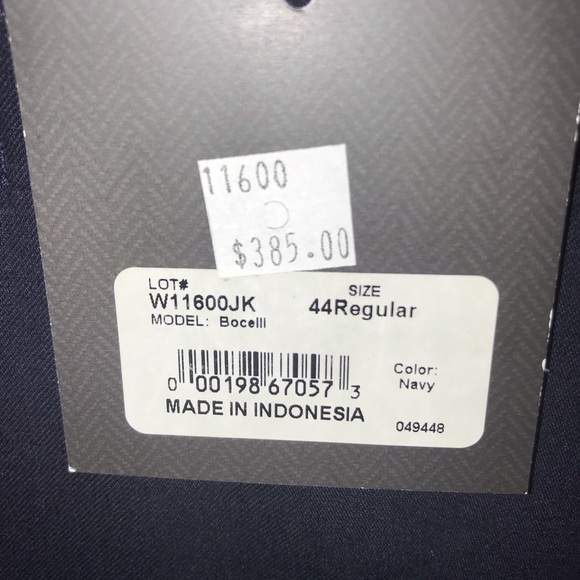 11600
$385.00
LOT#
W11600JK
MODEL: Bocelli
SIZE
44Regular
0 00198 67057 3
Color:
Navy
MADE IN INDONESIA
049448